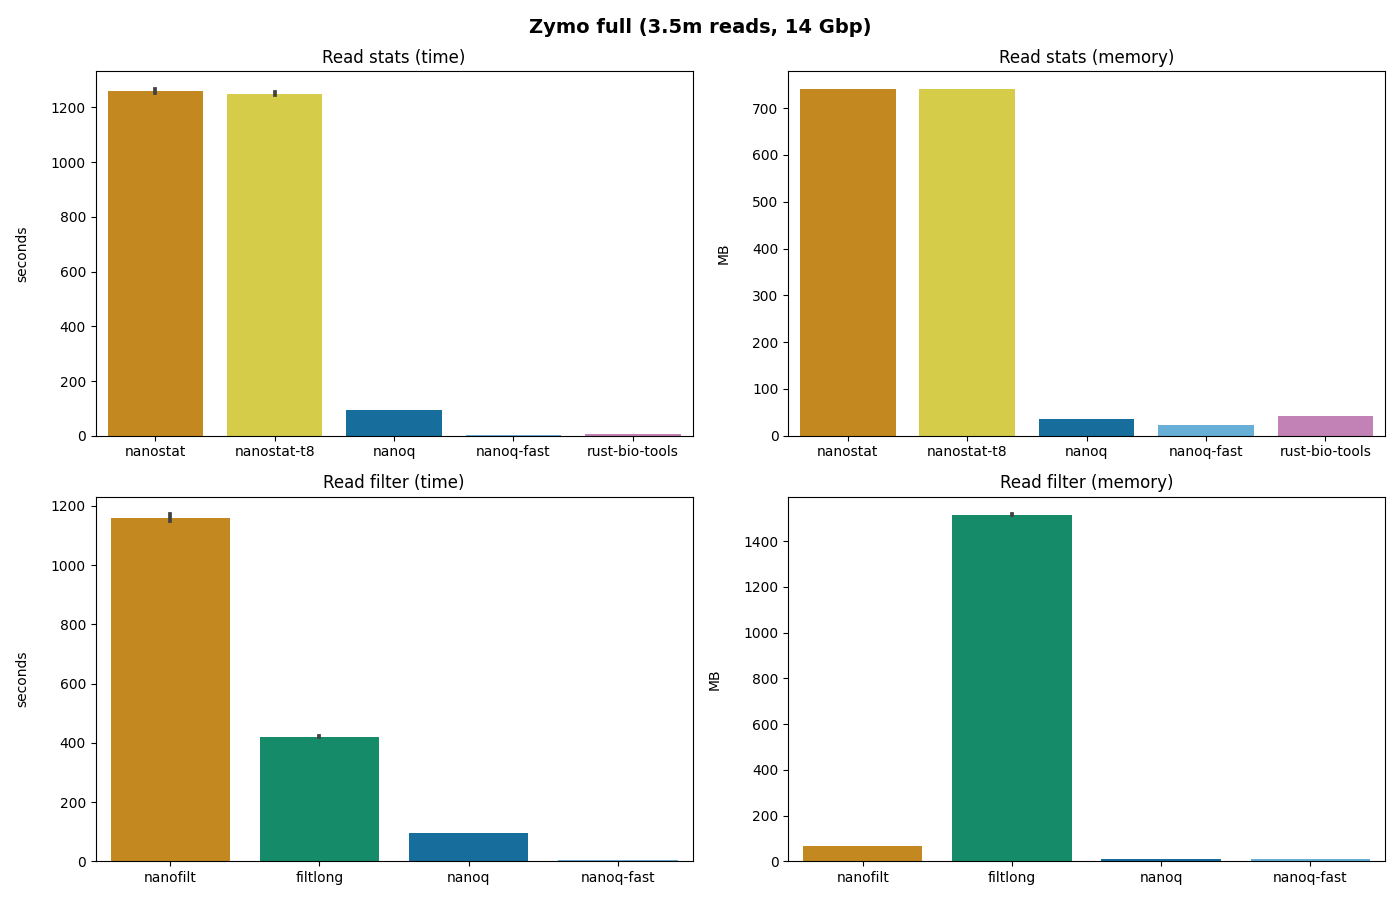 Zymo full (3.5m reads, 14 Gbp)
Read stats (time)
1200
1000
800
600
400
200
0
seconds
nanostat nanostat-t8 nanoq nanoq-fast rust-bio-tools
Read stats (memory)
700
600
500
400
300
200
100
0
MB
nanostat nanostat-t8 nanoq nanoq-fast rust-bio-tools
Read filter (time)
1200
1000
800
600
400
200
0
seconds
nanofilt filtlong nanoq nanoq-fast
Read filter (memory)
1400
1200
1000
800
600
400
200
0
MB
nanofilt filtlong nanoq nanoq-fast